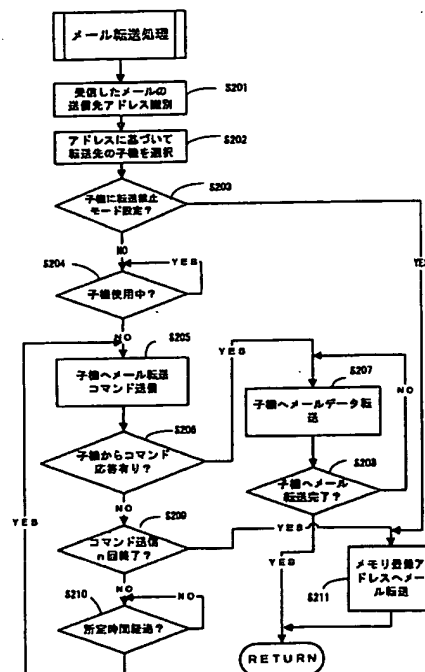 メール転送処理
受信したメールの
送信先アドレス識別
S201
アドレスに基づいて
転送先の子機を選択
S202
子機に転送禁止
モード設定?
S203
NO
YES
S204
YES
子機使用中?
NO
S205
子機へメール転送
コマンド送信
YES
S206
子機からコマンド
応答有り?
NO
S207
子機へメールデータ転
送
NO
S208
子機へメール
転送完了?
YES
S209
コマンド送信
n回終了?
YES
NO
S210
NO
所定時間経過?
YES
メモリ登録ア
ドレスへメー
ル転送
S211
RETURN